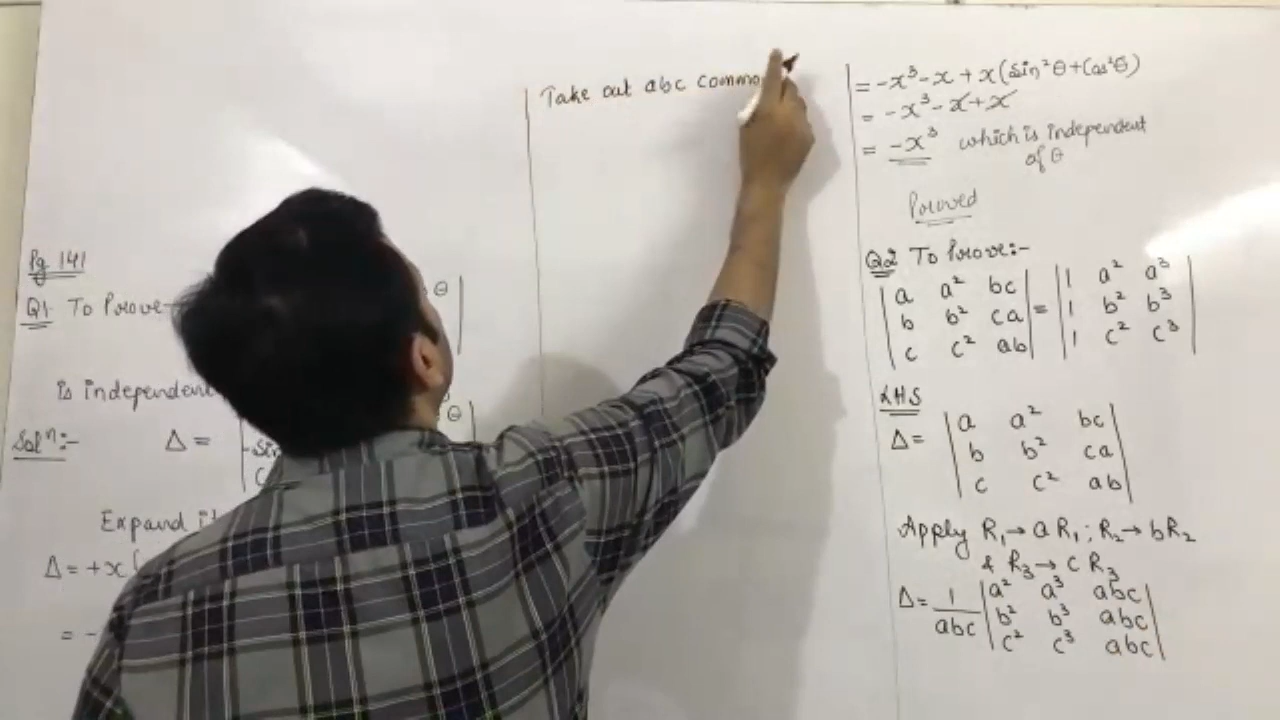 Pg 141
Q1. To Prove
θ
is independent
θ
Solⁿ:- Δ =
Expand
Δ = +x(
= -
Take out abc commo
= -x³ - x + x(Sin²θ + Cos²θ)
= -x³ - x + x
= -x³ which is independent
of θ
Proved
Q2 To Prove:-
|a a² bc| = |1 a² a³|
|b b² ca| |1 b² b³|
|c c² ab| |1 c² c³|
LHS
Δ = |a a² bc|
|b b² ca|
|c c² ab|
Apply R₁→aR₁; R₂→bR₂
& R₃→cR₃
Δ = 1/abc |a² a³ abc|
|b² b³ abc|
|c² c³ abc|